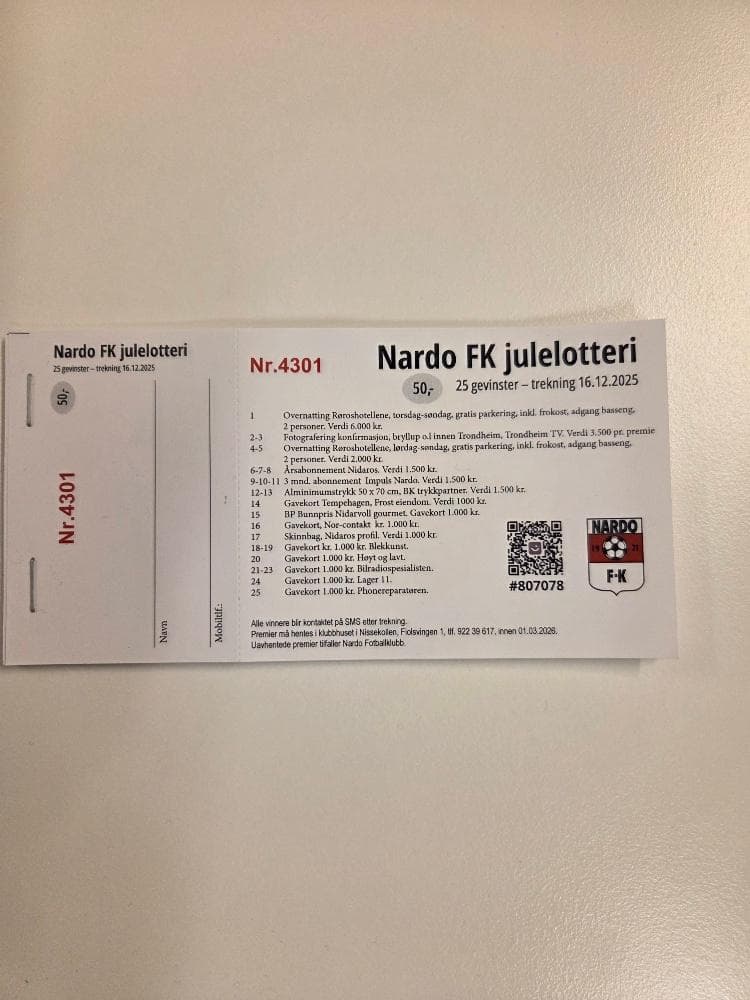 Nardo FK julelotteri
25 gevinster – trekning 16.12.2025
50,-
Nr.4301
Navn
Mobiltlf.:
Nr.4301
Nardo FK julelotteri
50,-
25 gevinster – trekning 16.12.2025
1 Overnatting Røroshotellene, torsdag-søndag, gratis parkering, inkl. frokost, adgang basseng,
2 personer. Verdi 6.000 kr.
2-3 Fotografering konfirmasjon, bryllup o.l innen Trondheim, Trondheim TV. Verdi 3.500 pr. premie
4-5 Overnatting Røroshotellene, lørdag-søndag, gratis parkering, inkl. frokost, adgang basseng,
2 personer. Verdi 2.000 kr.
6-7-8 Årsabonnement Nidaros. Verdi 1.500 kr.
9-10-11 3 mnd. abonnement Impuls Nardo. Verdi 1.500 kr.
12-13 Alminimumstrykk 50 x 70 cm, BK trykkpartner. Verdi 1.500 kr.
14 Gavekort Tempehagen, Frost eiendom. Verdi 1000 kr.
15 BP Bunnpris Nidarvoll gourmet. Gavekort 1.000 kr.
16 Gavekort, Nor-contakt kr. 1.000 kr.
17 Skinnbag, Nidaros profil. Verdi 1.000 kr.
18-19 Gavekort kr. 1.000 kr. Blekkunst.
20 Gavekort 1.000 kr. Høyt og lavt.
21-23 Gavekort 1.000 kr. Bilradiospesialisten.
24 Gavekort 1.000 kr. Lager 11.
25 Gavekort 1.000 kr. Phonereparatøren.
#807078
NARDO
19 31
F·K
Alle vinnere blir kontaktet på SMS etter trekning.
Premier må hentes i klubbhuset i Nissekollen, Fiolsvingen 1, tlf. 922 39 617, innen 01.03.2026.
Uavhentede premier tilfaller Nardo Fotballklubb.